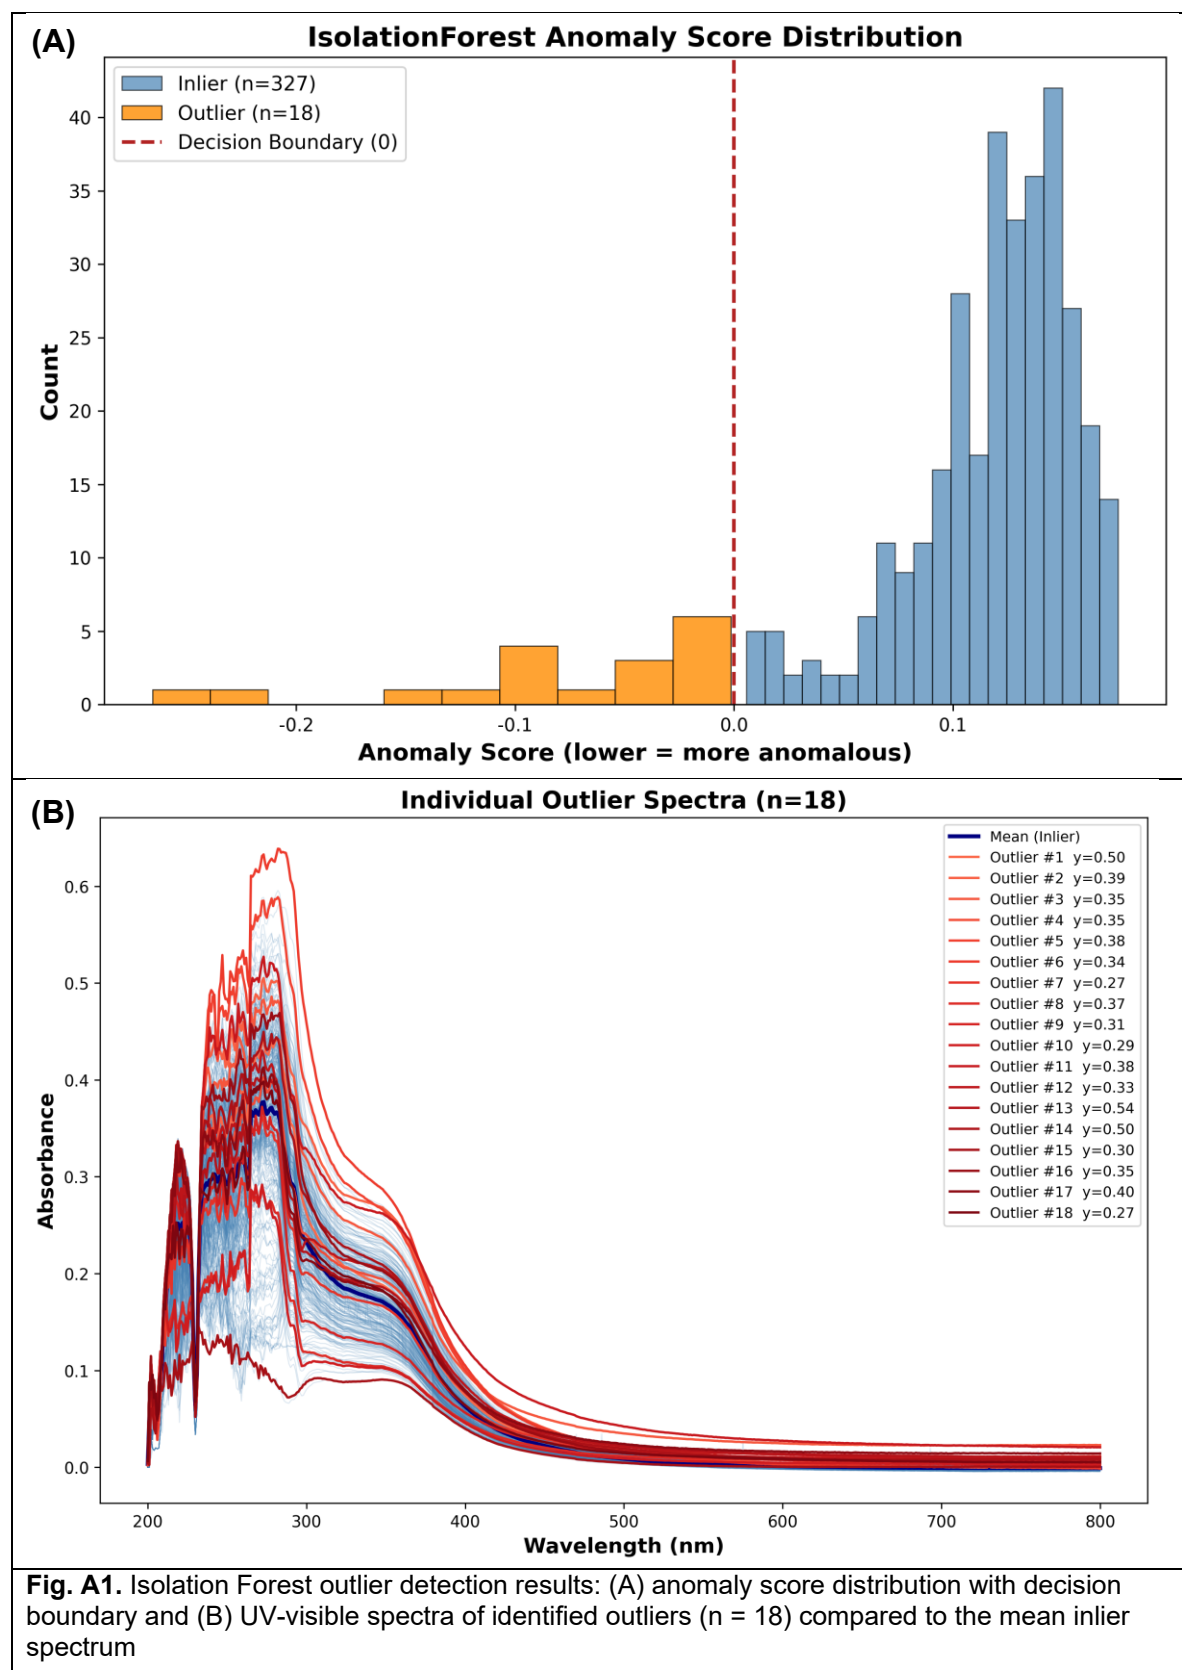 (A)
IsolationForest Anomaly Score Distribution
Inlier (n=327)
Outlier (n=18)
Decision Boundary (0)
Count
40
35
30
25
20
15
10
5
0
-0.2
-0.1
0.0
0.1
Anomaly Score (lower = more anomalous)
(B)
Individual Outlier Spectra (n=18)
Mean (Inlier)
Outlier #1 y=0.50
Outlier #2 y=0.39
Outlier #3 y=0.35
Outlier #4 y=0.35
Outlier #5 y=0.38
Outlier #6 y=0.34
Outlier #7 y=0.27
Outlier #8 y=0.37
Outlier #9 y=0.31
Outlier #10 y=0.29
Outlier #11 y=0.38
Outlier #12 y=0.33
Outlier #13 y=0.54
Outlier #14 y=0.50
Outlier #15 y=0.30
Outlier #16 y=0.35
Outlier #17 y=0.40
Outlier #18 y=0.27
Absorbance
0.6
0.5
0.4
0.3
0.2
0.1
0.0
200
300
400
500
600
700
800
Wavelength (nm)
Fig. A1. Isolation Forest outlier detection results: (A) anomaly score distribution with decision
boundary and (B) UV-visible spectra of identified outliers (n = 18) compared to the mean inlier
spectrum